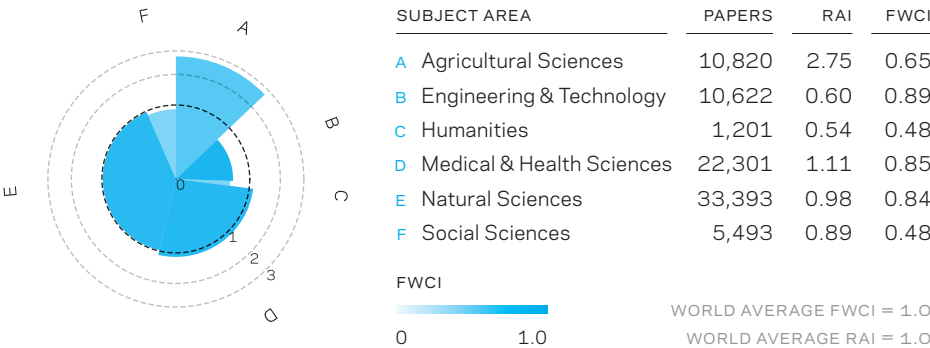 F
A
B
C
D
E
0
1
2
3
SUBJECT AREA PAPERS RAI FWCI
A Agricultural Sciences 10,820 2.75 0.65
B Engineering & Technology 10,622 0.60 0.89
C Humanities 1,201 0.54 0.48
D Medical & Health Sciences 22,301 1.11 0.85
E Natural Sciences 33,393 0.98 0.84
F Social Sciences 5,493 0.89 0.48
FWCI
0 1.0
WORLD AVERAGE FWCI = 1.0
WORLD AVERAGE RAI = 1.0